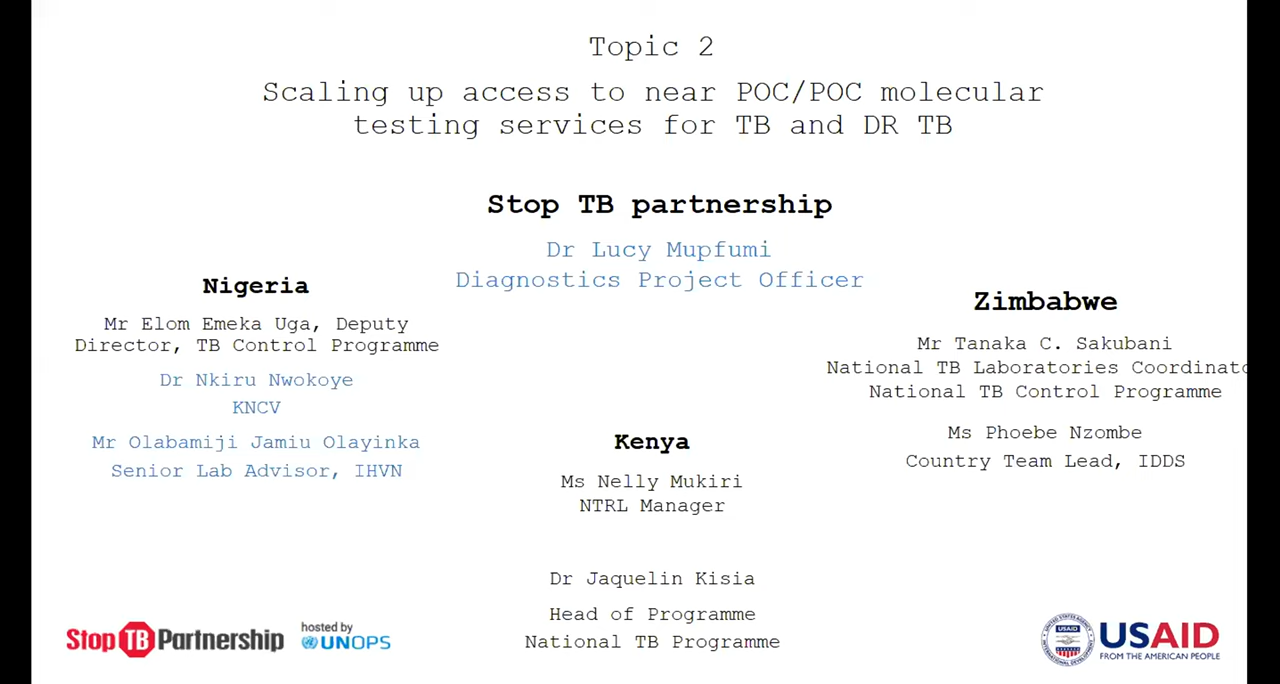 Topic 2
Scaling up access to near POC/POC molecular
testing services for TB and DR TB
Stop TB partnership
Dr Lucy Mupfumi
Diagnostics Project Officer
Nigeria
Mr Elom Emeka Uga, Deputy
Director, TB Control Programme
Dr Nkiru Nwokoye
KNCV
Mr Olabamiji Jamiu Olayinka
Senior Lab Advisor, IHVN
Kenya
Ms Nelly Mukiri
NTRL Manager
Dr Jaquelin Kisia
Head of Programme
National TB Programme
Zimbabwe
Mr Tanaka C. Sakubani
National TB Laboratories Coordinato
National TB Control Programme
Ms Phoebe Nzombe
Country Team Lead, IDDS
Stop TB Partnership
hosted by
UNOPS
USAID
USAID
FROM THE AMERICAN PEOPLE